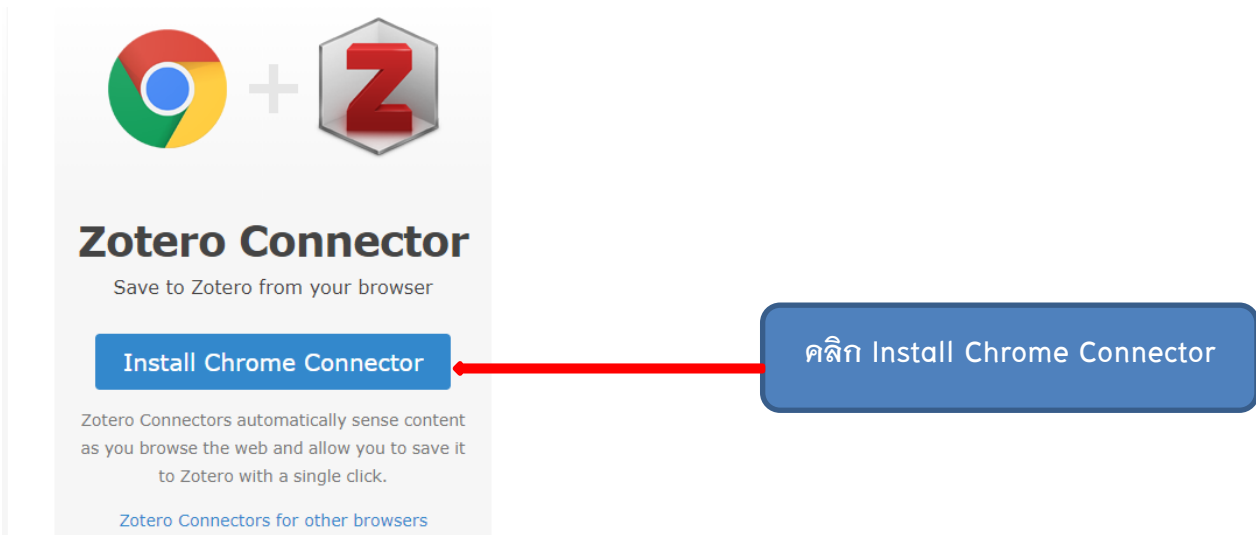 Z
Zotero Connector
Save to Zotero from your browser
Install Chrome Connector
คลิก Install Chrome Connector
Zotero Connectors automatically sense content
as you browse the web and allow you to save it
to Zotero with a single click.
Zotero Connectors for other browsers